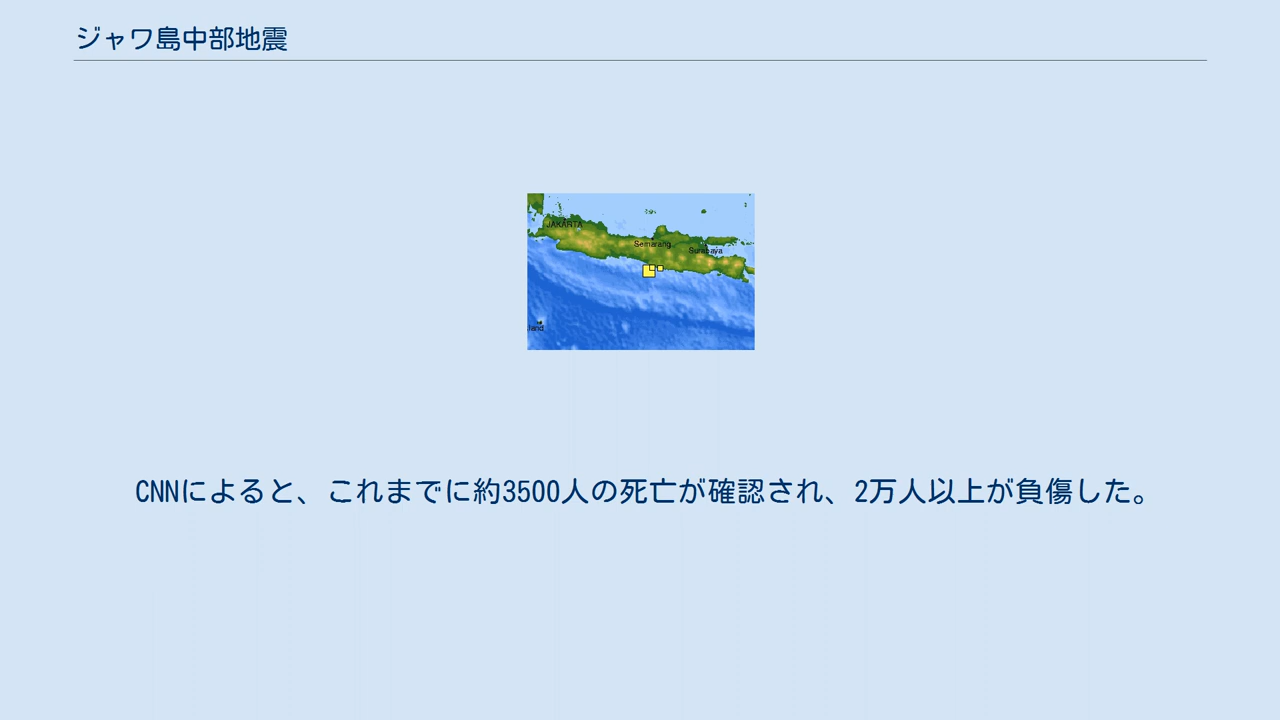 ジャワ島中部地震
JAKARTA
Semarang
Surabaya
land
CNNによると、これまでに約3500人の死亡が確認され、2万人以上が負傷した。